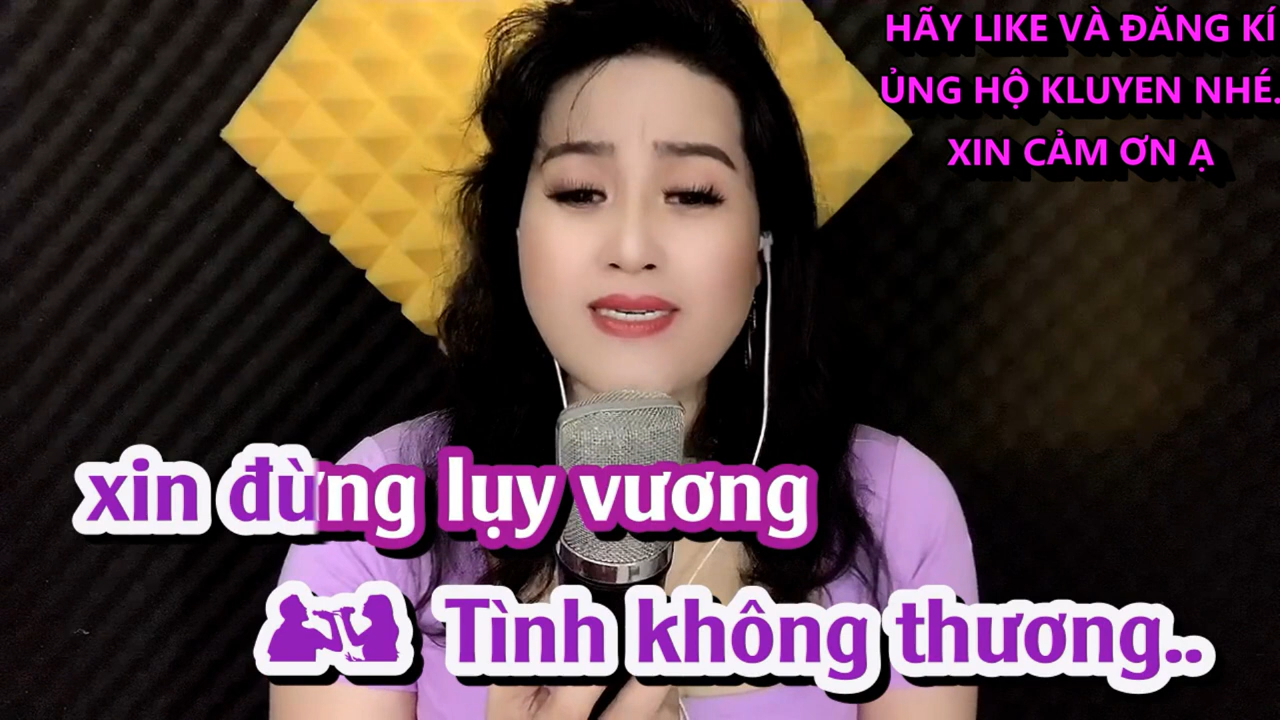 HÃY LIKE VÀ ĐĂNG KÍ
ỦNG HỘ KLUYEN NHÉ.
XIN CẢM ƠN Ạ
xin đừng lụy vương
Tình không thương..